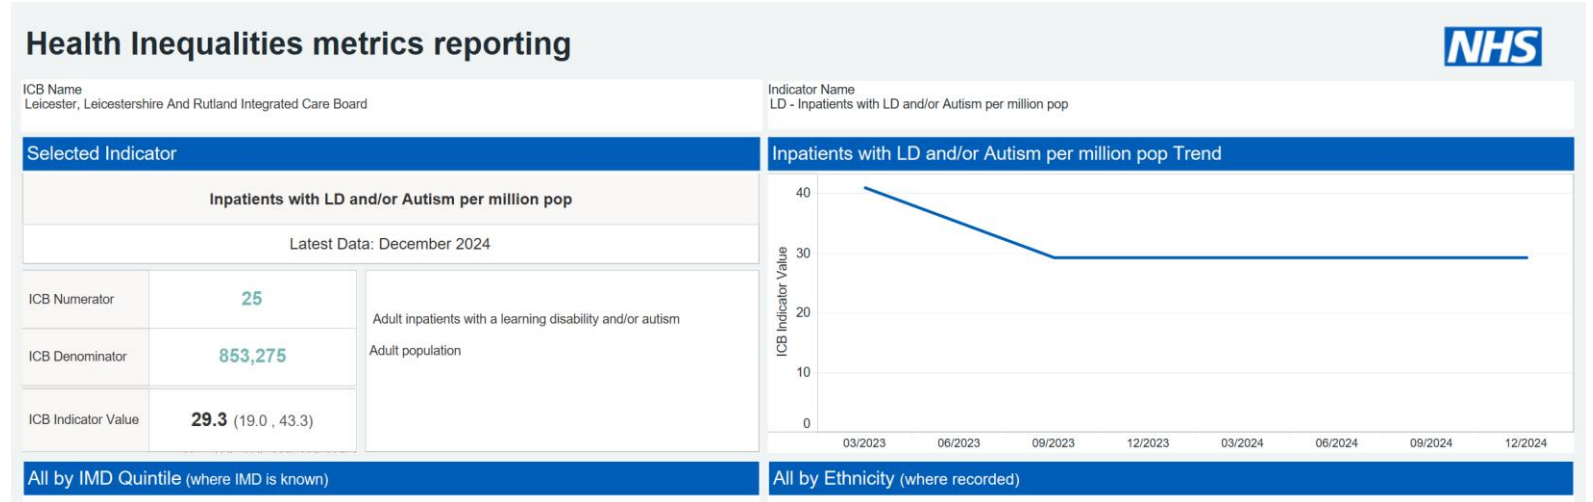 Health Inequalities metrics reporting
NHS
ICB Name
Leicester, Leicestershire And Rutland Integrated Care Board
Indicator Name
LD - Inpatients with LD and/or Autism per million pop
Selected Indicator
Inpatients with LD and/or Autism per million pop
Latest Data: December 2024
ICB Numerator
25
ICB Denominator
853,275
ICB Indicator Value
29.3 (19.0 , 43.3)
Adult inpatients with a learning disability and/or autism
Adult population
Inpatients with LD and/or Autism per million pop Trend
ICB Indicator Value
40
30
20
10
0
03/2023 06/2023 09/2023 12/2023 03/2024 06/2024 09/2024 12/2024
All by IMD Quintile (where IMD is known)
All by Ethnicity (where recorded)